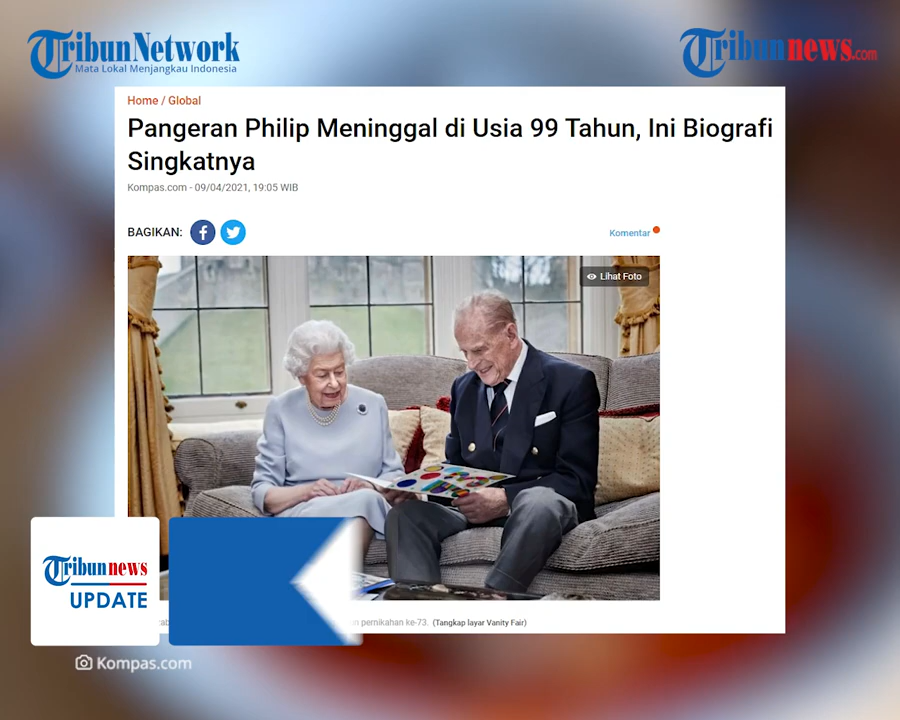 Tribun Network
Mata Lokal Menjangkau Indonesia
Tribunnews.com
Home / Global
Pangeran Philip Meninggal di Usia 99 Tahun, Ini Biografi
Singkatnya
Kompas.com - 09/04/2021, 19:05 WIB
BAGIKAN:
Komentar
Lihat Foto
Tribunnews
UPDATE
pernikahan ke-73. (Tangkap layar Vanity Fair)
Kompas.com